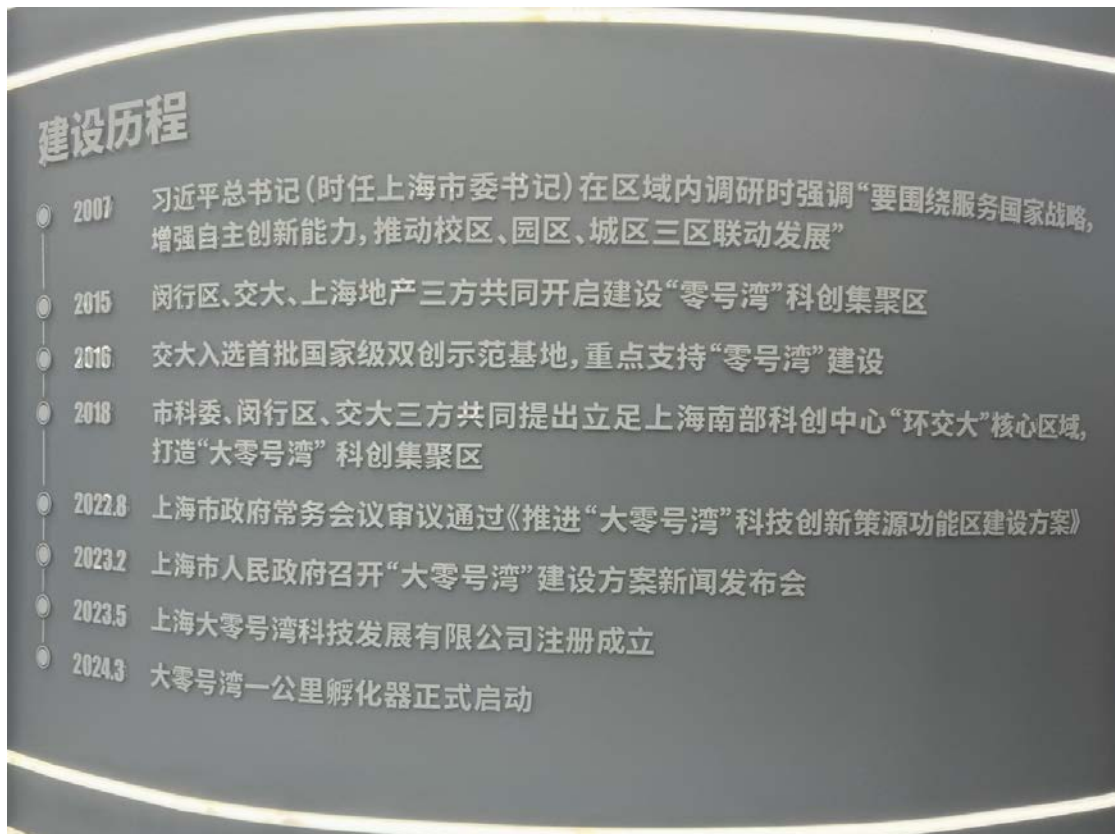 建设历程
2007 习近平总书记(时任上海市委书记)在区域内调研时强调“要围绕服务国家战略,
增强自主创新能力,推动校区、园区、城区三区联动发展”
2015 闵行区、交大、上海地产三方共同开启建设“零号湾”科创集聚区
2016 交大入选首批国家级双创示范基地,重点支持“零号湾”建设
2018 市科委、闵行区、交大三方共同提出立足上海南部科创中心“环交大”核心区域,
打造“大零号湾” 科创集聚区
2022.8 上海市政府常务会议审议通过《推进“大零号湾”科技创新策源功能区建设方案》
2023.2 上海市人民政府召开“大零号湾”建设方案新闻发布会
2023.5 上海大零号湾科技发展有限公司注册成立
2024.3 大零号湾一公里孵化器正式启动